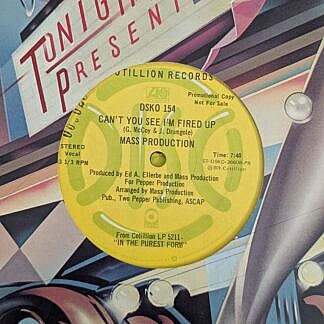 TONIGHT
PRESENT
COTILLION RECORDS
Promotional Copy
Not For Sale
DSKO 154
CAN'T YOU SEE I'M FIRED UP
(G. McCoy & J. Drumgole)
MASS PRODUCTION
STEREO
Vocal
33 1/3 RPM
Time: 7:40
Produced by Ed A. Ellerbe and Mass Production
For Pepper Production
Arranged by Mass Production
Pub., Two Pepper Publishing, ASCAP
From Cotillion LP 5211-
"IN THE PUREST FORM"